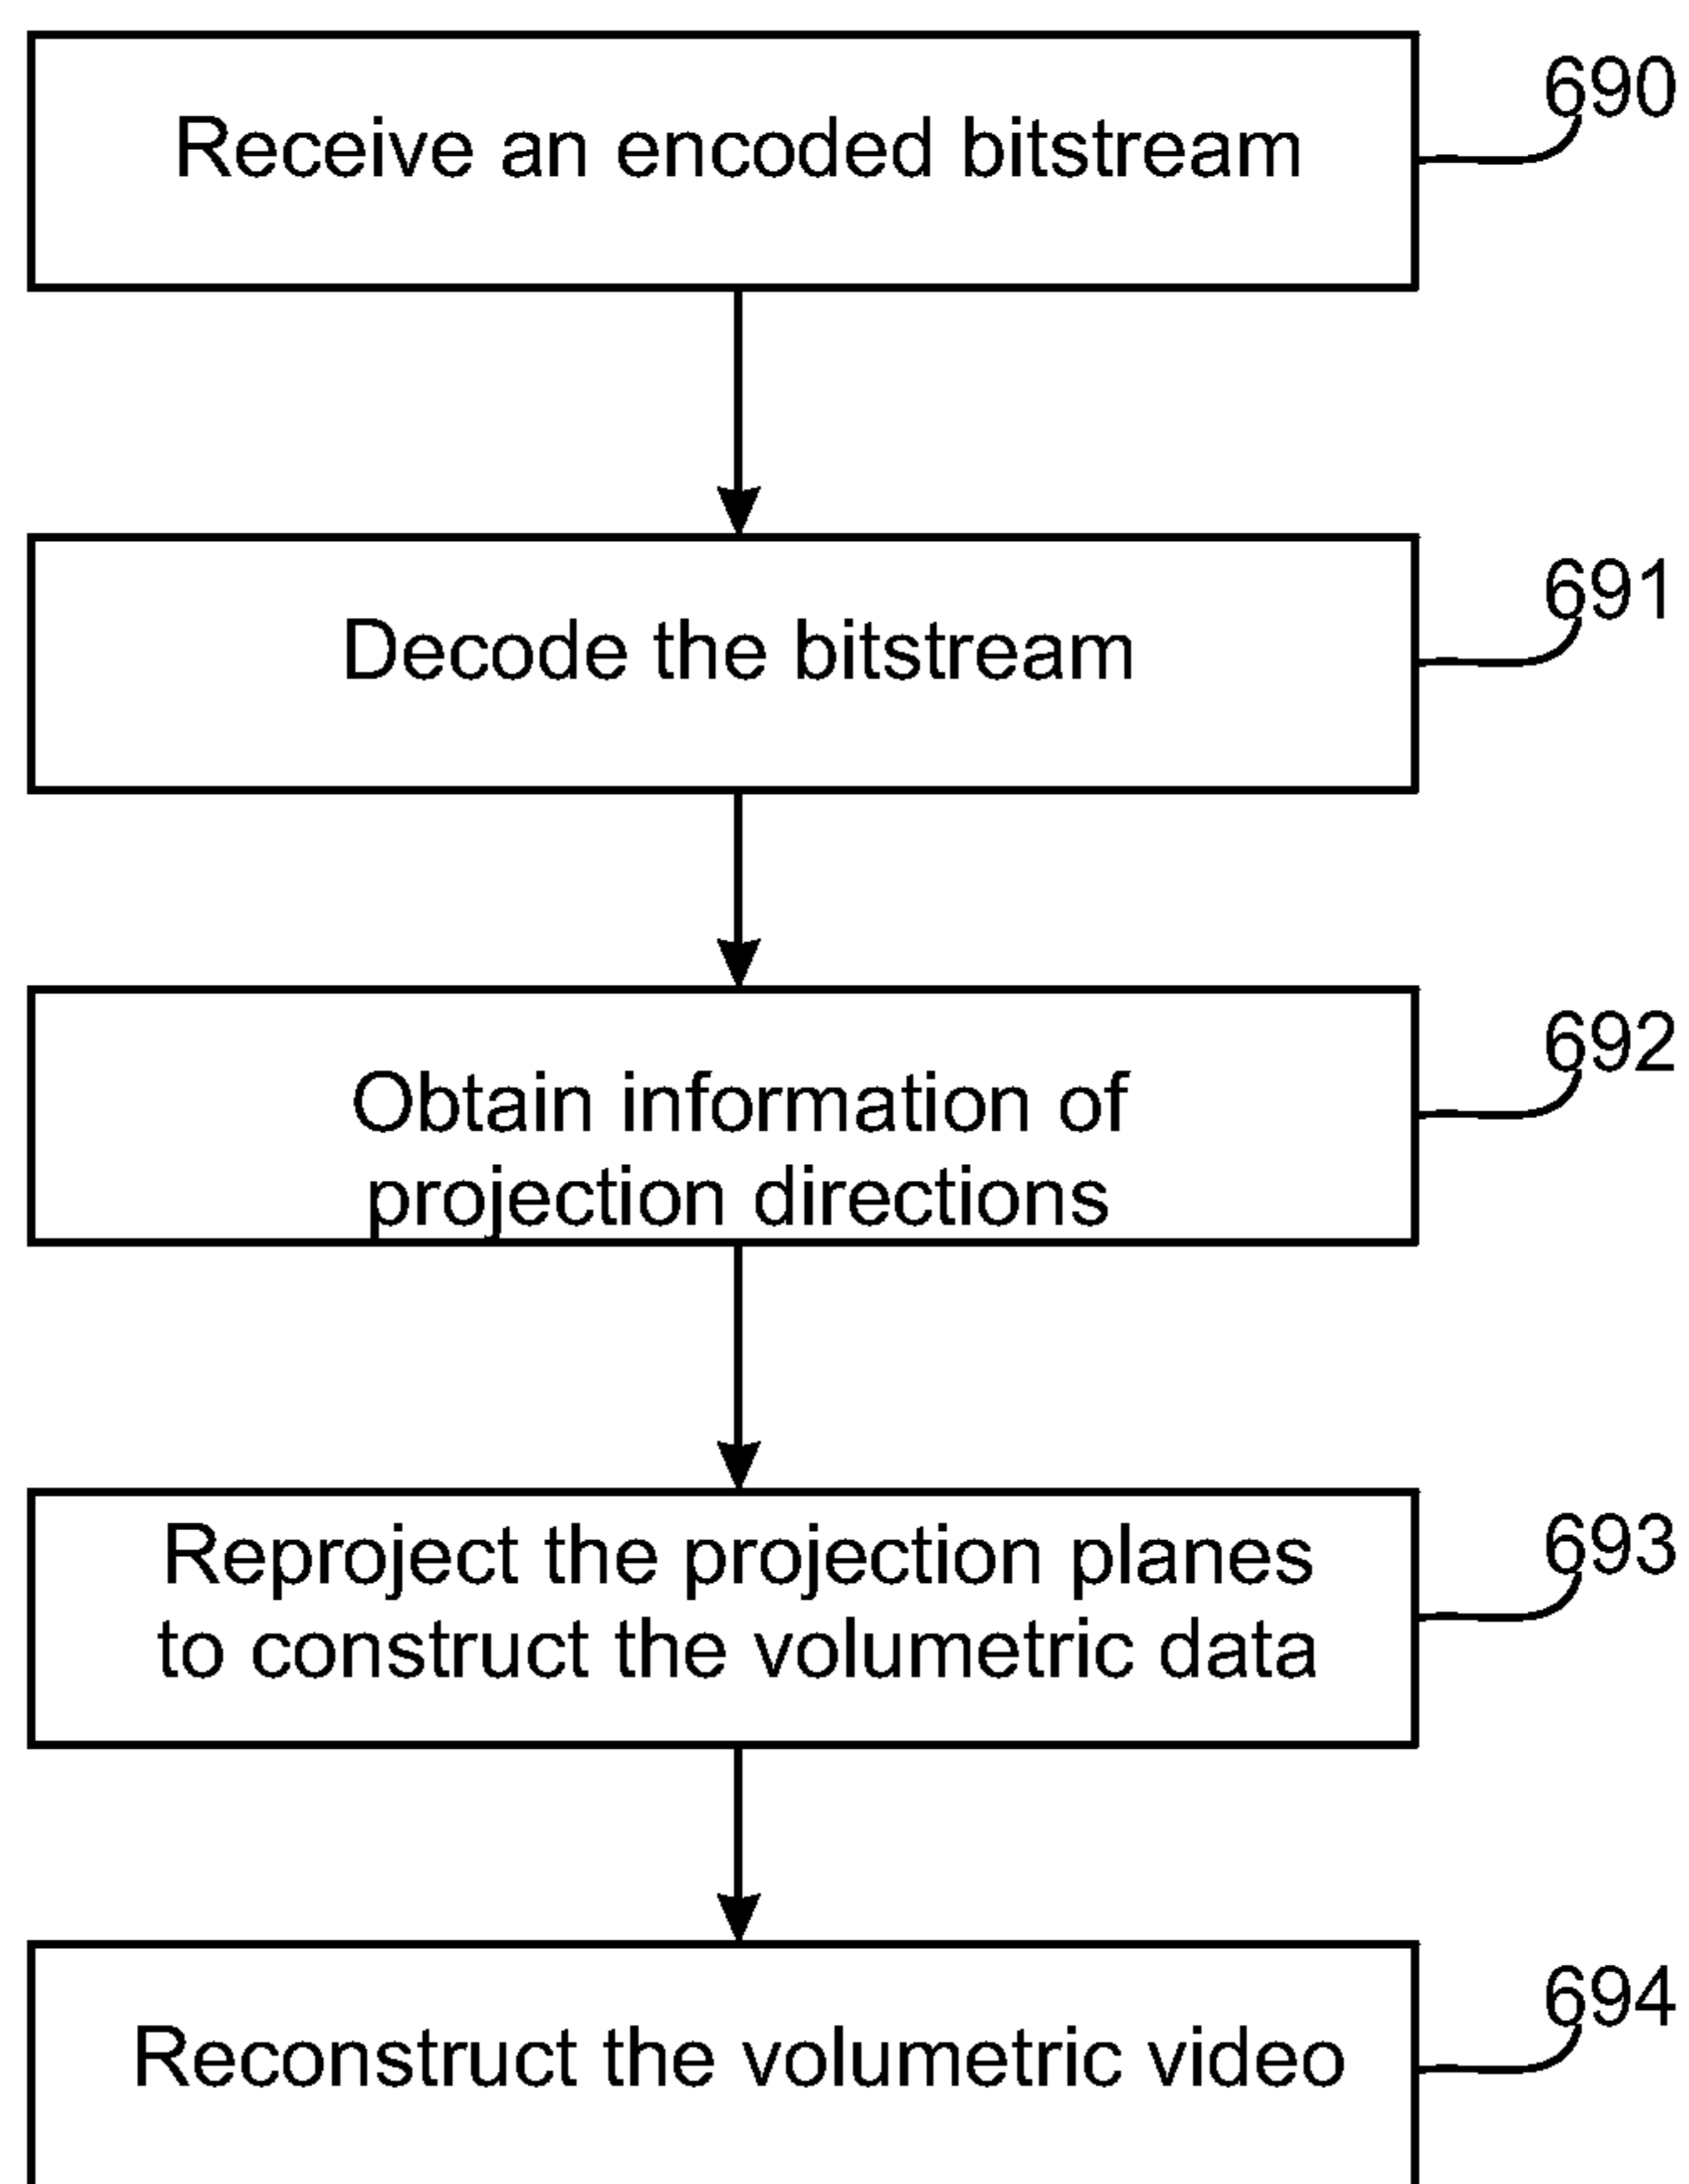 Receive an encoded bitstream
690
Decode the bitstream
691
Obtain information of
projection directions
692
Reproject the projection planes
to construct the volumetric data
693
Reconstruct the volumetric video
694